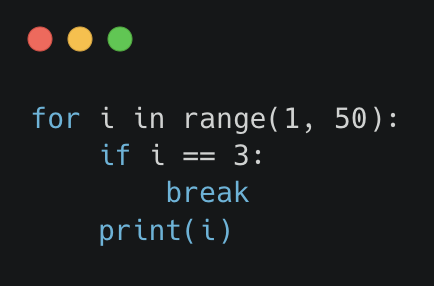 for i in range(1, 50):
    if i == 3:
        break
    print(i)